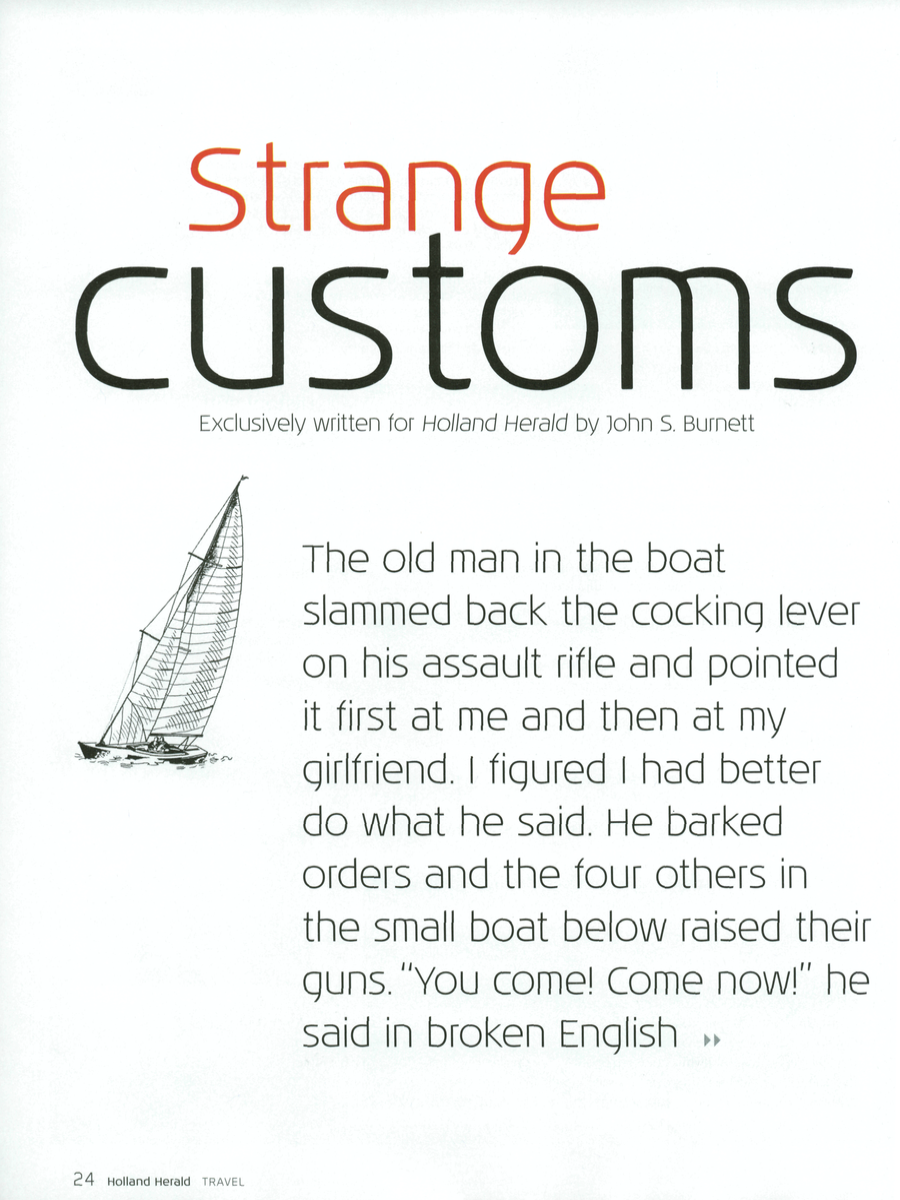 Strange
customs
Exclusively written for Holland Herald by John S. Burnett
The old man in the boat
slammed back the cocking lever
on his assault rifle and pointed
it first at me and then at my
girlfriend. I figured I had better
do what he said. He barked
orders and the four others in
the small boat below raised their
guns. “You come! Come now!” he
said in broken English
24 Holland Herald TRAVEL